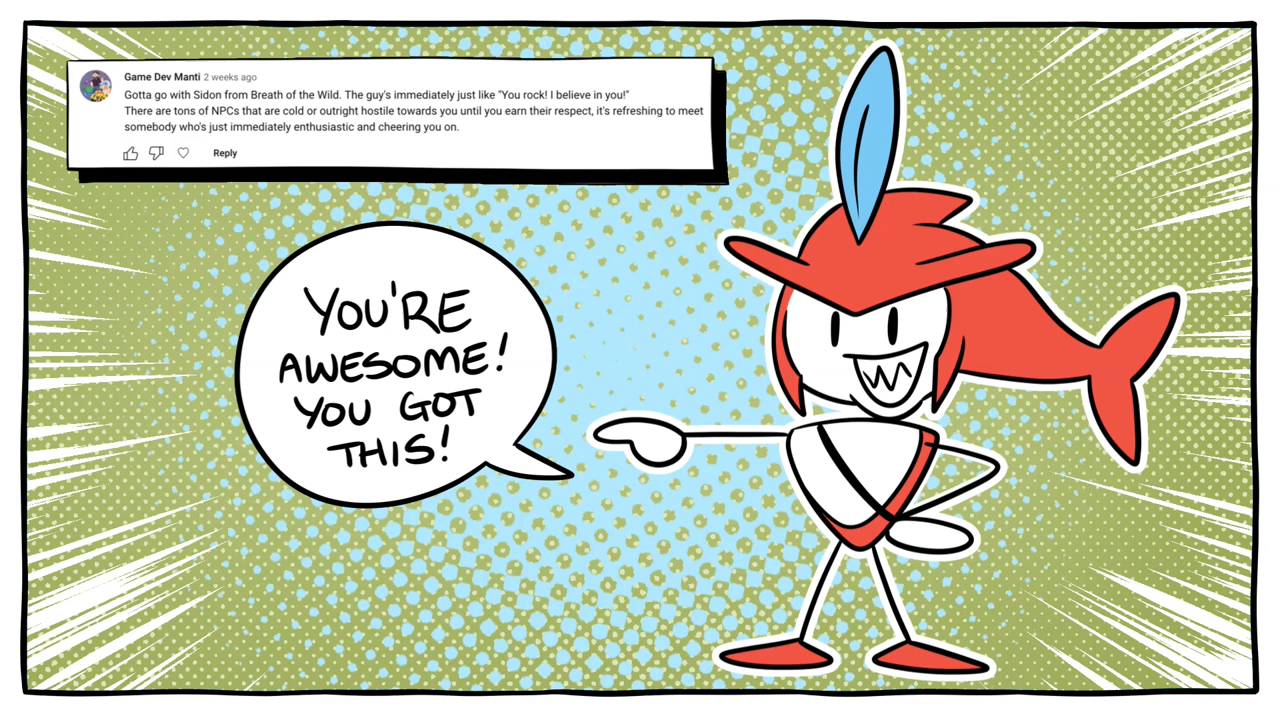 Game Dev Manti 2 weeks ago
Gotta go with Sidon from Breath of the Wild. The guy's immediately just like "You rock! I believe in you!"
There are tons of NPCs that are cold or outright hostile towards you until you earn their respect, it's refreshing to meet
somebody who's just immediately enthusiastic and cheering you on.
Reply
YOU'RE
AWESOME!
YOU GOT
THIS!